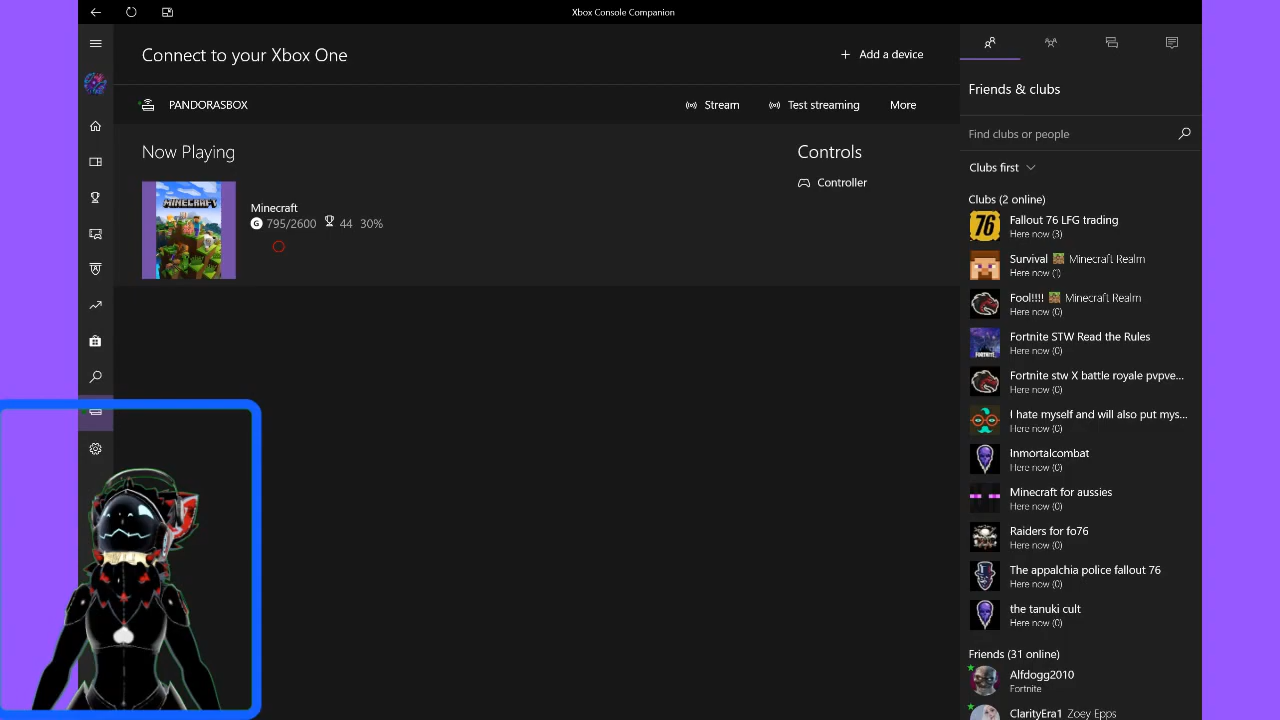 Xbox Console Companion
Connect to your Xbox One
Add a device
PANDORASBOX
Stream
Test streaming
More
Now Playing
MINECRAFT
Minecraft
G 795/2600 44 30%
Controls
Controller
Friends & clubs
Find clubs or people
Clubs first
Clubs (2 online)
76
Fallout 76 LFG trading
Here now (3)
Survival Minecraft Realm
Here now (1)
Fool!!!! Minecraft Realm
Here now (0)
FORTNITE
Fortnite STW Read the Rules
Here now (0)
Fortnite stw X battle royale pvpve...
Here now (0)
I hate myself and will also put mys...
Here now (0)
Inmortalcombat
Here now (0)
Minecraft for aussies
Here now (0)
Raiders for fo76
Here now (0)
The appalchia police fallout 76
Here now (0)
the tanuki cult
Here now (0)
Friends (31 online)
Alfdogg2010
Fortnite
ClarityEra1 Zoey Epps